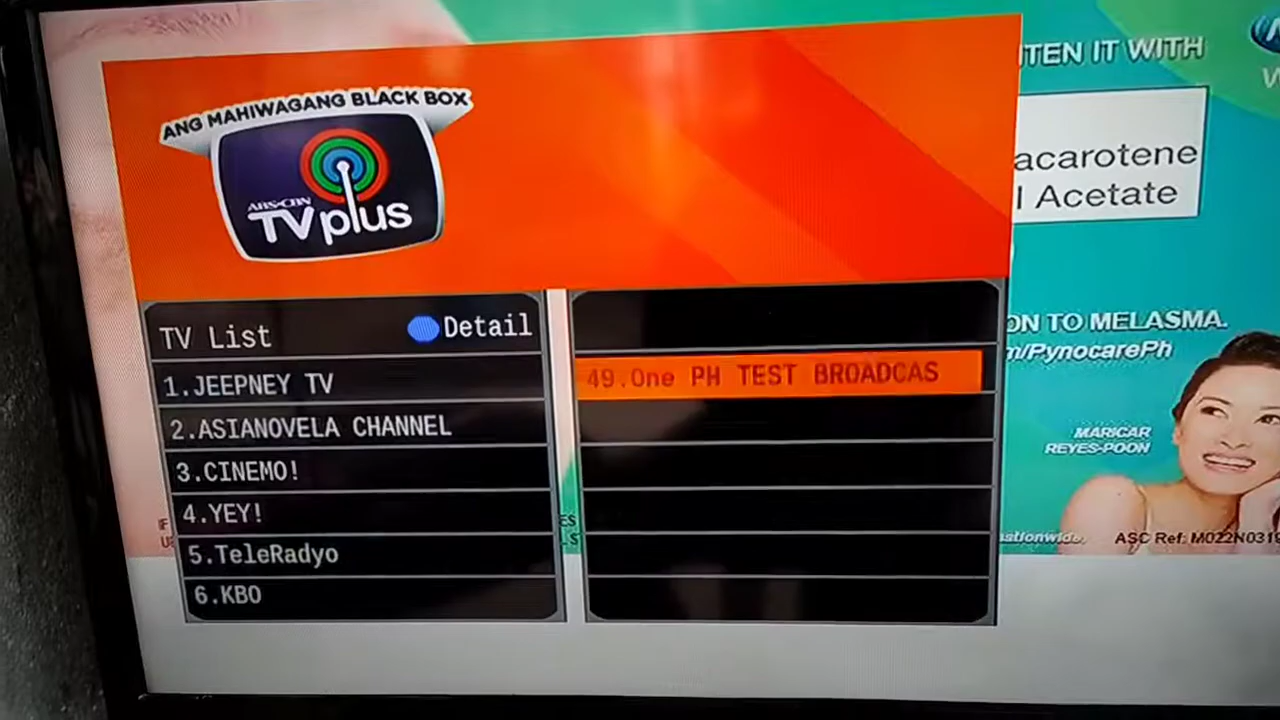 ANG MAHIWAGANG BLACK BOX
ABS-CBN
TVplus
TV List
Detail
1.JEEPNEY TV
2.ASIANOVELA CHANNEL
3.CINEMO!
4.YEY!
5.TeleRadyo
6.KBO
49.One PH TEST BROADCAS
ITEN IT WITH
acarotene
l Acetate
ON TO MELASMA.
m/PynocarePh
MARICAR
REYES-POON
ationwide.
ASC Ref: M022N0319